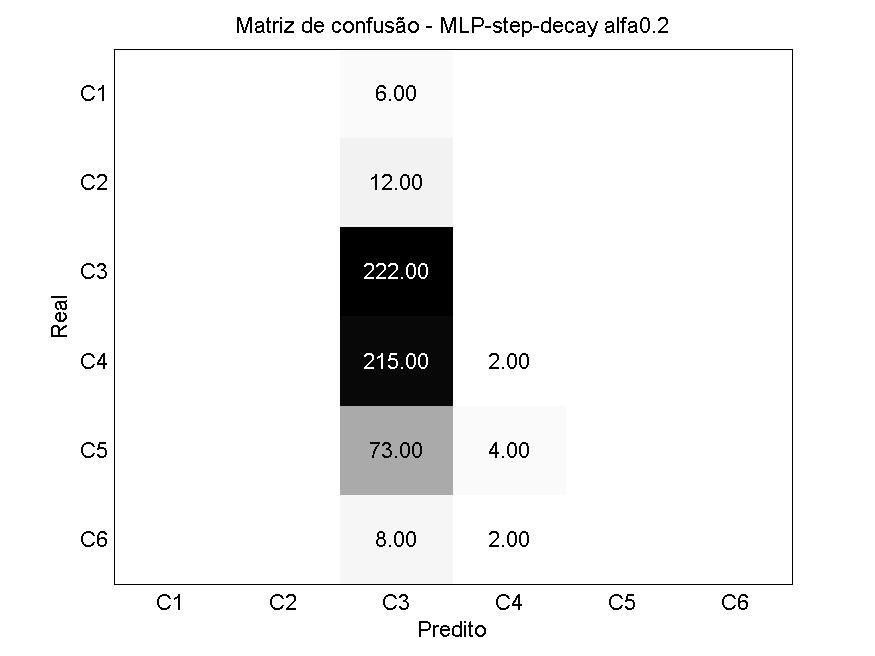 Matriz de confusão - MLP-step-decay alfa0.2
C1 6.00
C2 12.00
C3 222.00
Real
C4 215.00 2.00
C5 73.00 4.00
C6 8.00 2.00
C1 C2 C3 C4 C5 C6
Predito